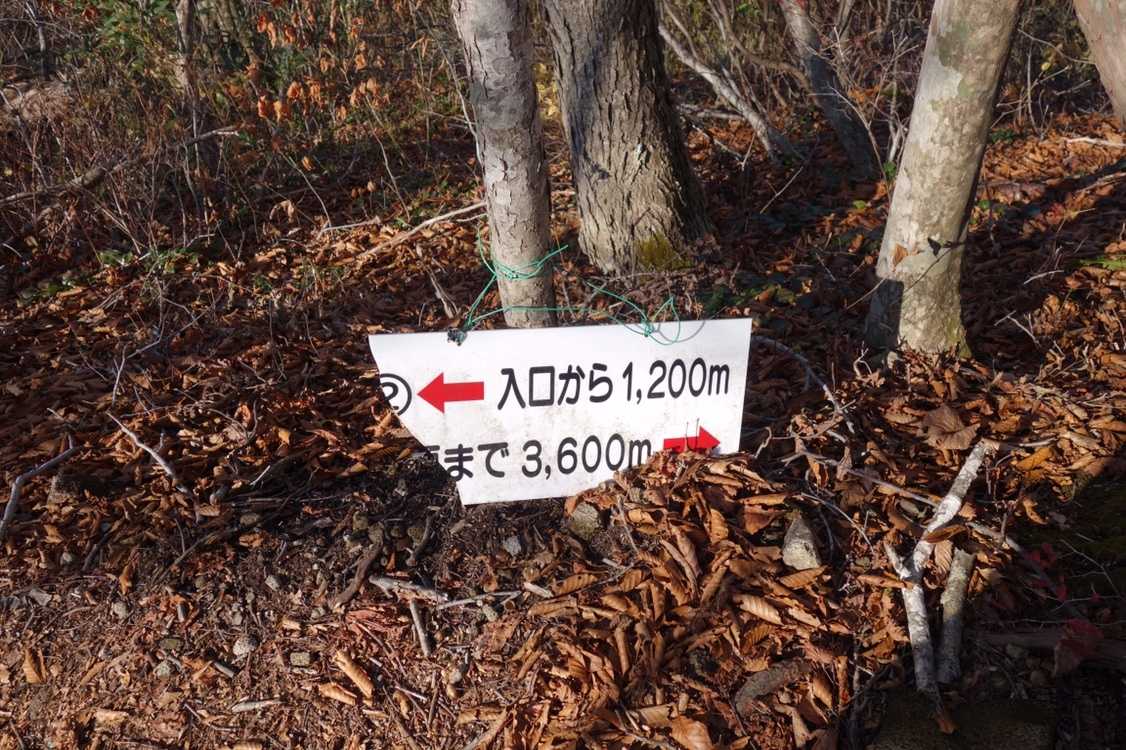 ② ← 入口から 1,200m
まで 3,600m →